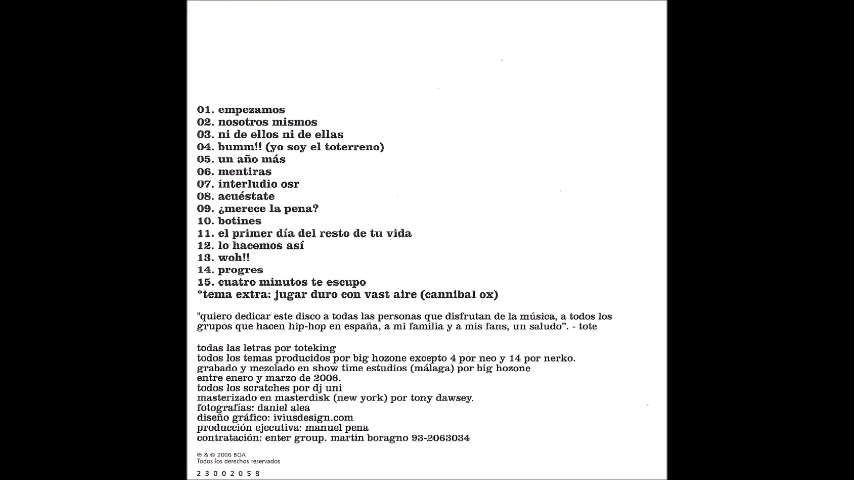 01. empezamos
02. nosotros mismos
03. ni de ellos ni de ellas
04. bumm!! (yo soy el toterreno)
05. un año más
06. mentiras
07. interludio osr
08. acuéstate
09. ¿merece la pena?
10. botines
11. el primer día del resto de tu vida
12. lo hacemos así
13. woh!!
14. progres
15. cuatro minutos te escupo
*tema extra: jugar duro con vast aire (cannibal ox)
"quiero dedicar este disco a todas las personas que disfrutan de la música, a todos los
grupos que hacen hip-hop en españa, a mi familia y a mis fans, un saludo". - tote
todas las letras por toteking
todos los temas producidos por big hozone excepto 4 por neo y 14 por nerko.
grabado y mezclado en show time estudios (málaga) por big hozone
entre enero y marzo de 2006.
todos los scratches por dj uni
masterizado en masterdisk (new york) por tony dawsey.
fotografías: daniel alea
diseño gráfico: iviusdesign.com
producción ejecutiva: manuel pena
contratación: enter group. martin boragno 93-2063034
℗ & © 2006 BOA
Todos los derechos reservados
23002058